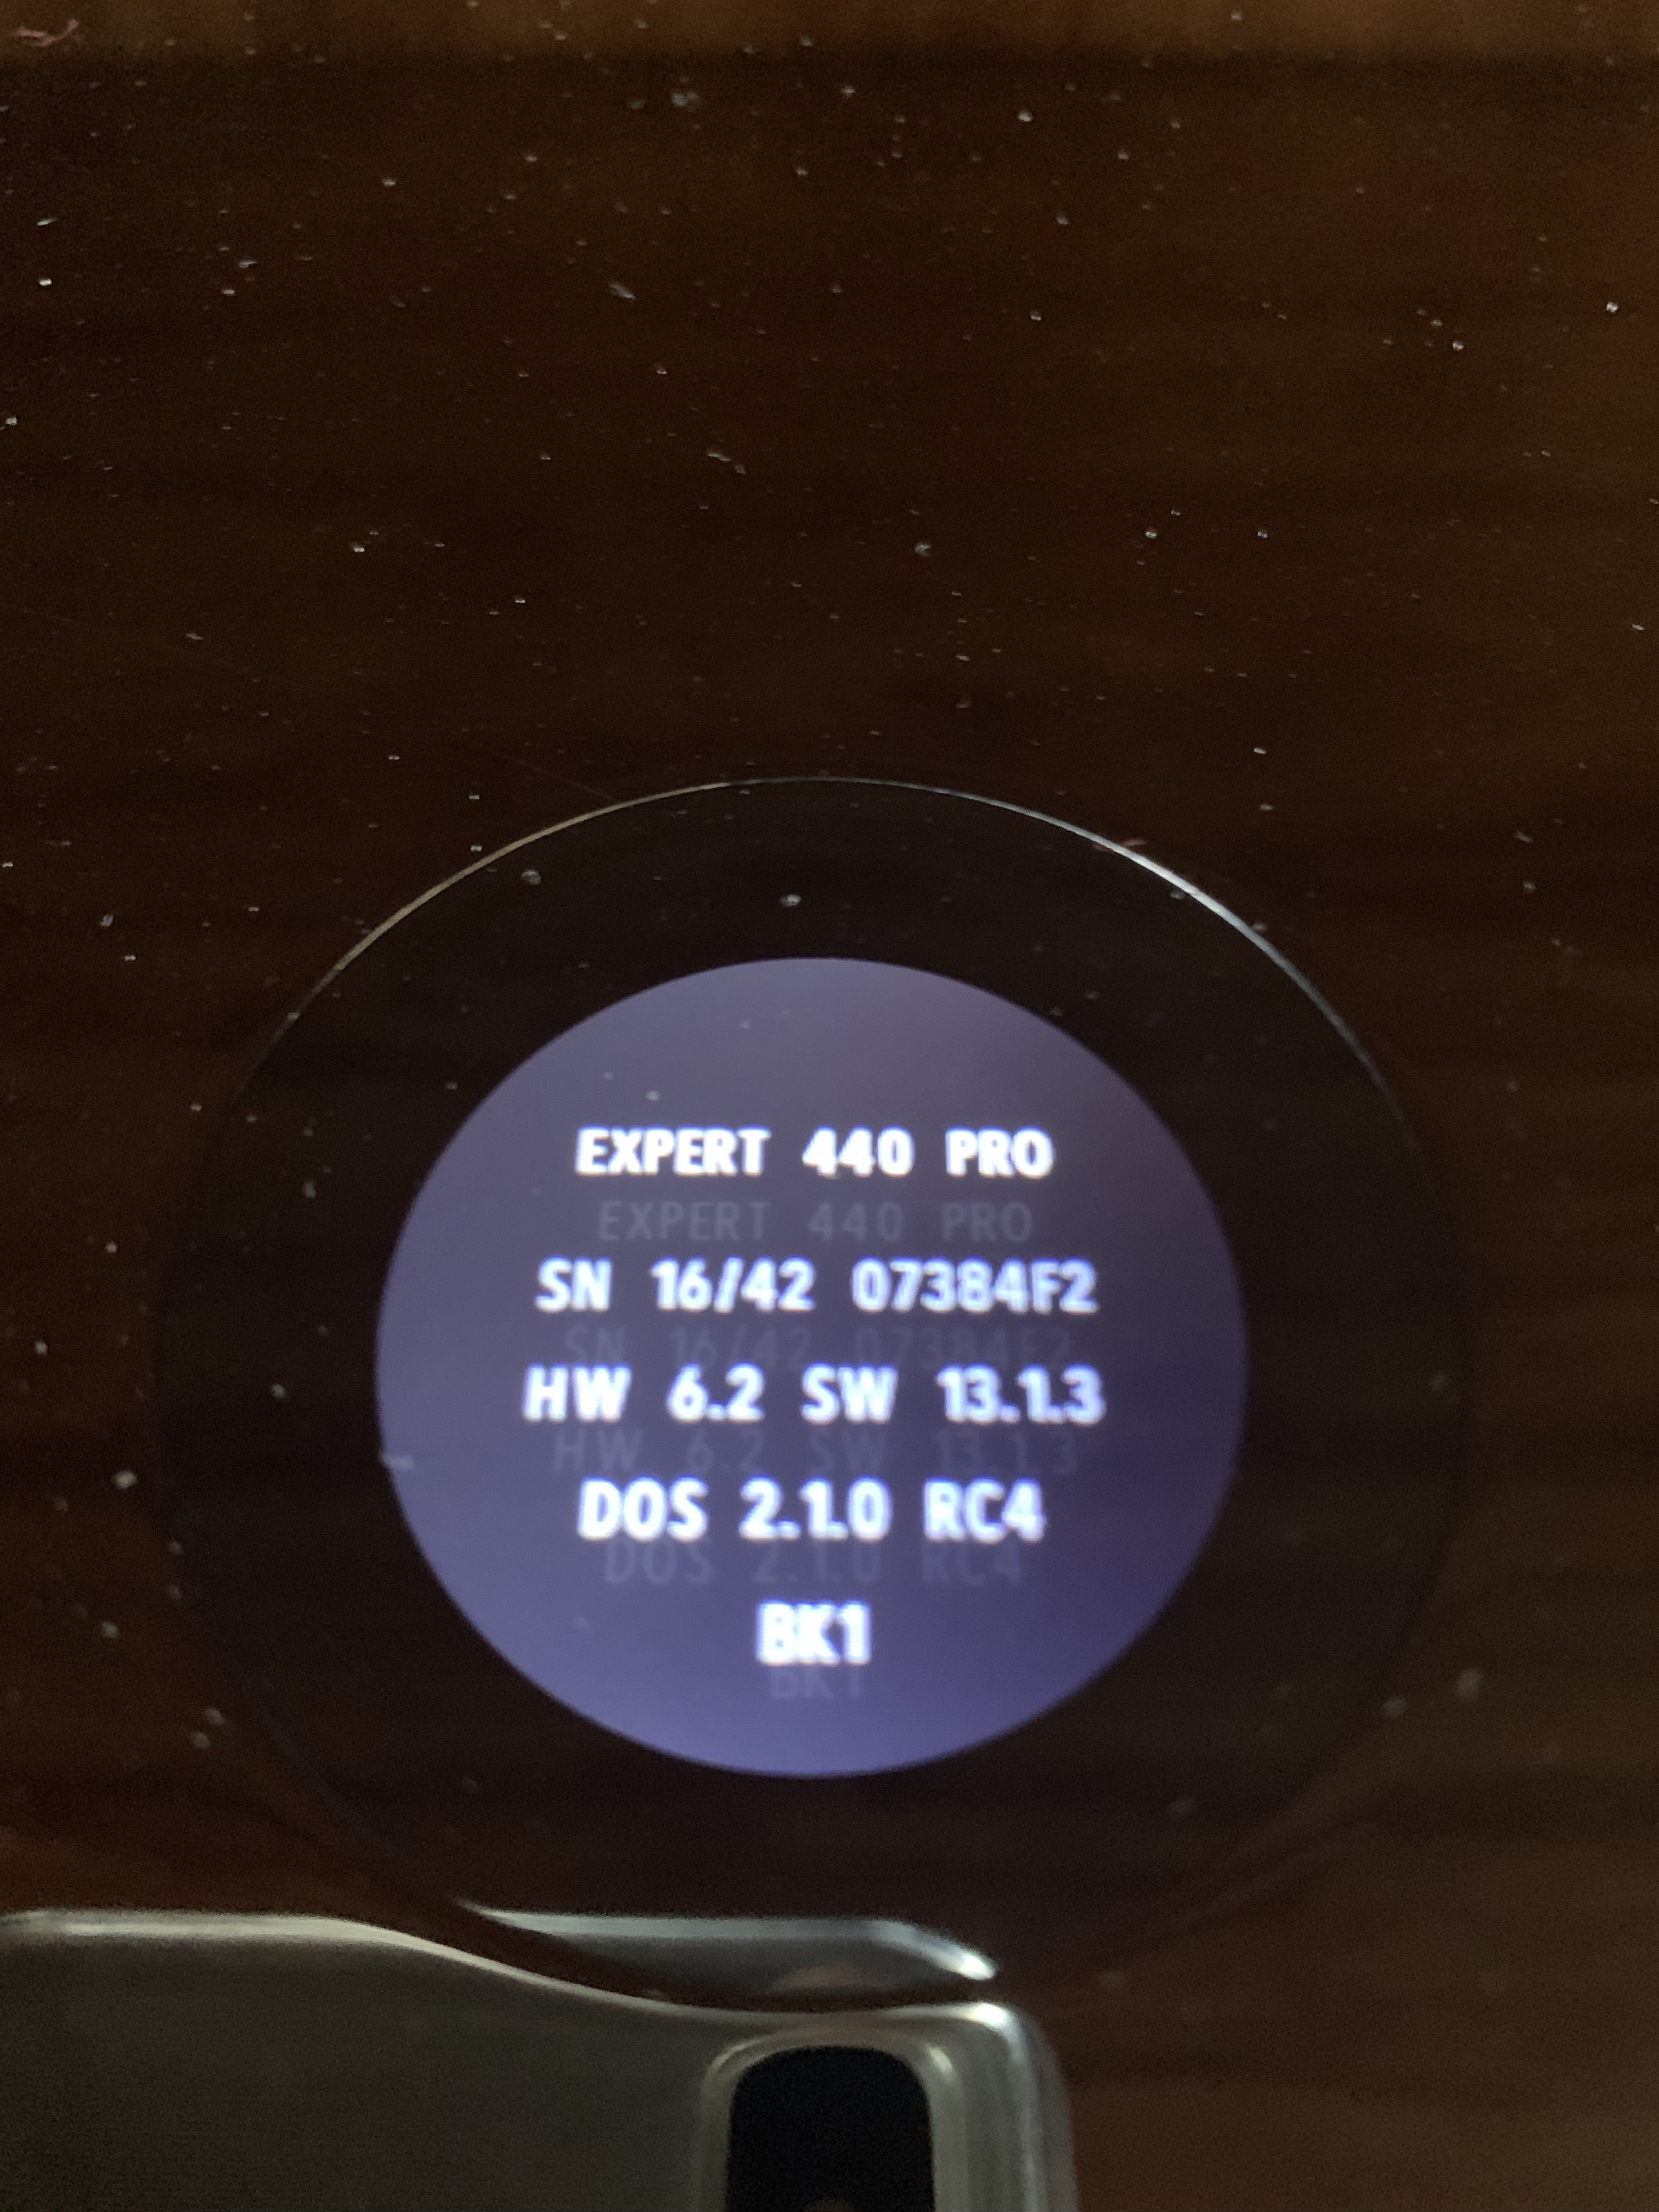 EXPERT 440 PRO
SN 16/42 07384F2
HW 6.2 SW 13.1.3
DOS 2.1.0 RC4
BK1